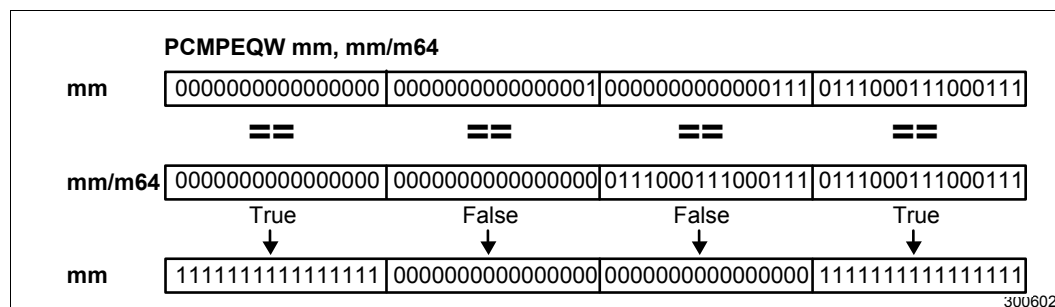 PCMPEQW mm, mm/m64
mm 0000000000000000 0000000000000001 0000000000000111 0111000111000111
== == == ==
mm/m64 0000000000000000 0000000000000000 0111000111000111 0111000111000111
True False False True
mm 1111111111111111 0000000000000000 0000000000000000 1111111111111111
300602